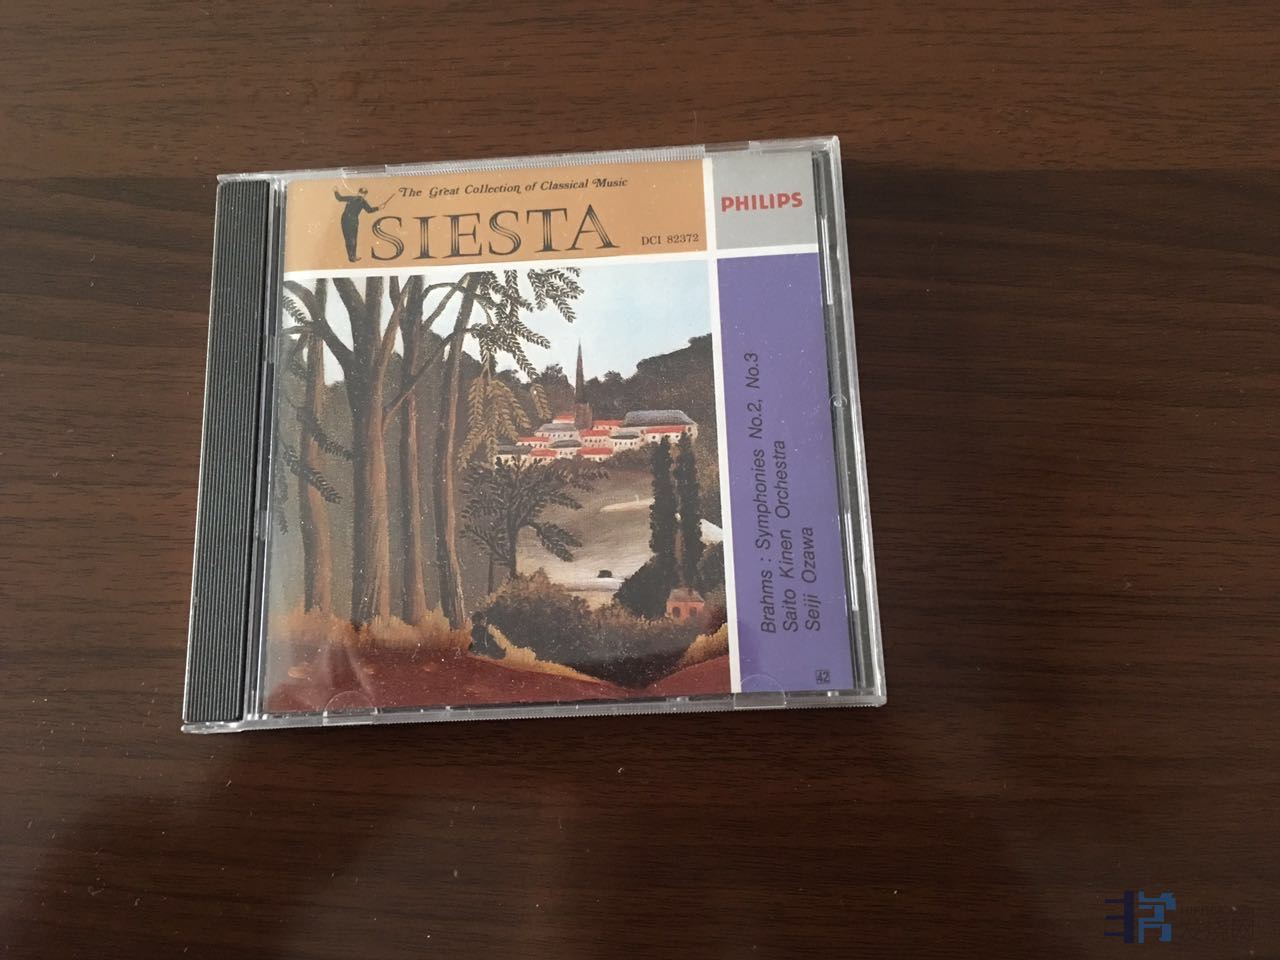 The Great Collection of Classical Music
SIESTA
DCI 82372
PHILIPS
Brahms : Symphonies No.2, No.3
Saito Kinen Orchestra
Seiji Ozawa
42